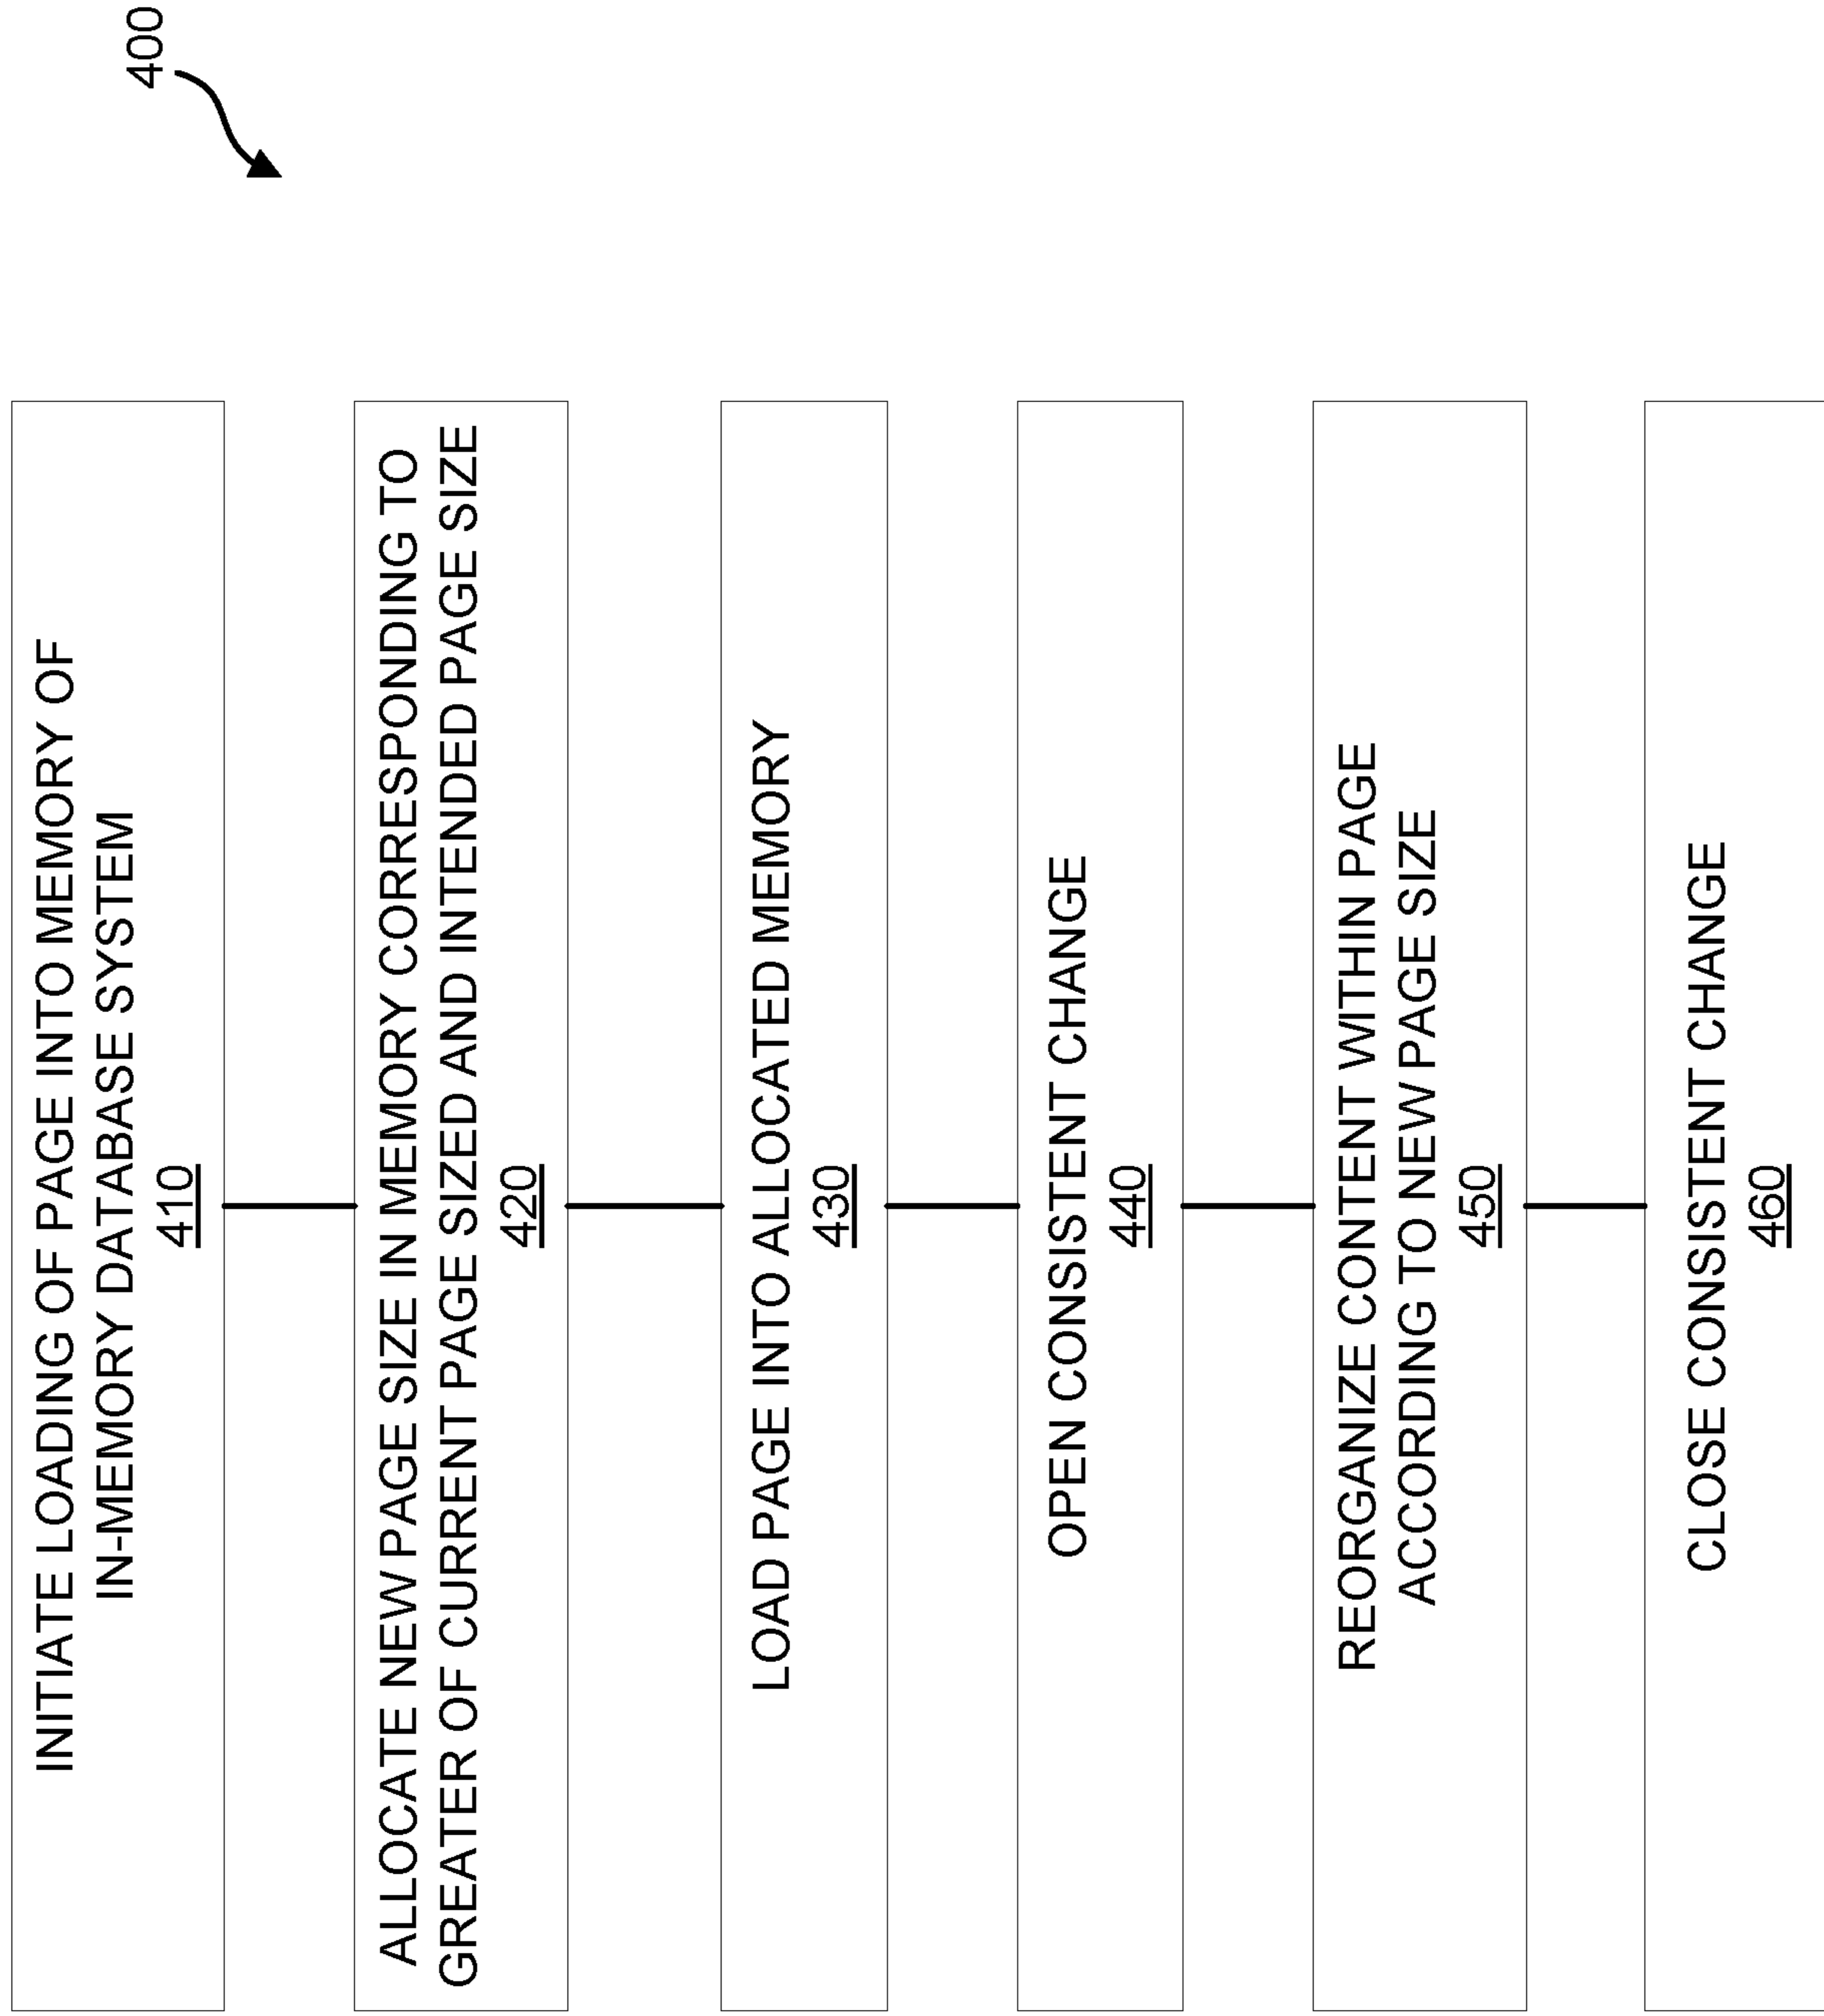 400
INITIATE LOADING OF PAGE INTO MEMORY OF
IN-MEMORY DATABASE SYSTEM
410
ALLOCATE NEW PAGE SIZE IN MEMORY CORRESPONDING TO
GREATER OF CURRENT PAGE SIZED AND INTENDED PAGE SIZE
420
LOAD PAGE INTO ALLOCATED MEMORY
430
OPEN CONSISTENT CHANGE
440
REORGANIZE CONTENT WITHIN PAGE
ACCORDING TO NEW PAGE SIZE
450
CLOSE CONSISTENT CHANGE
460